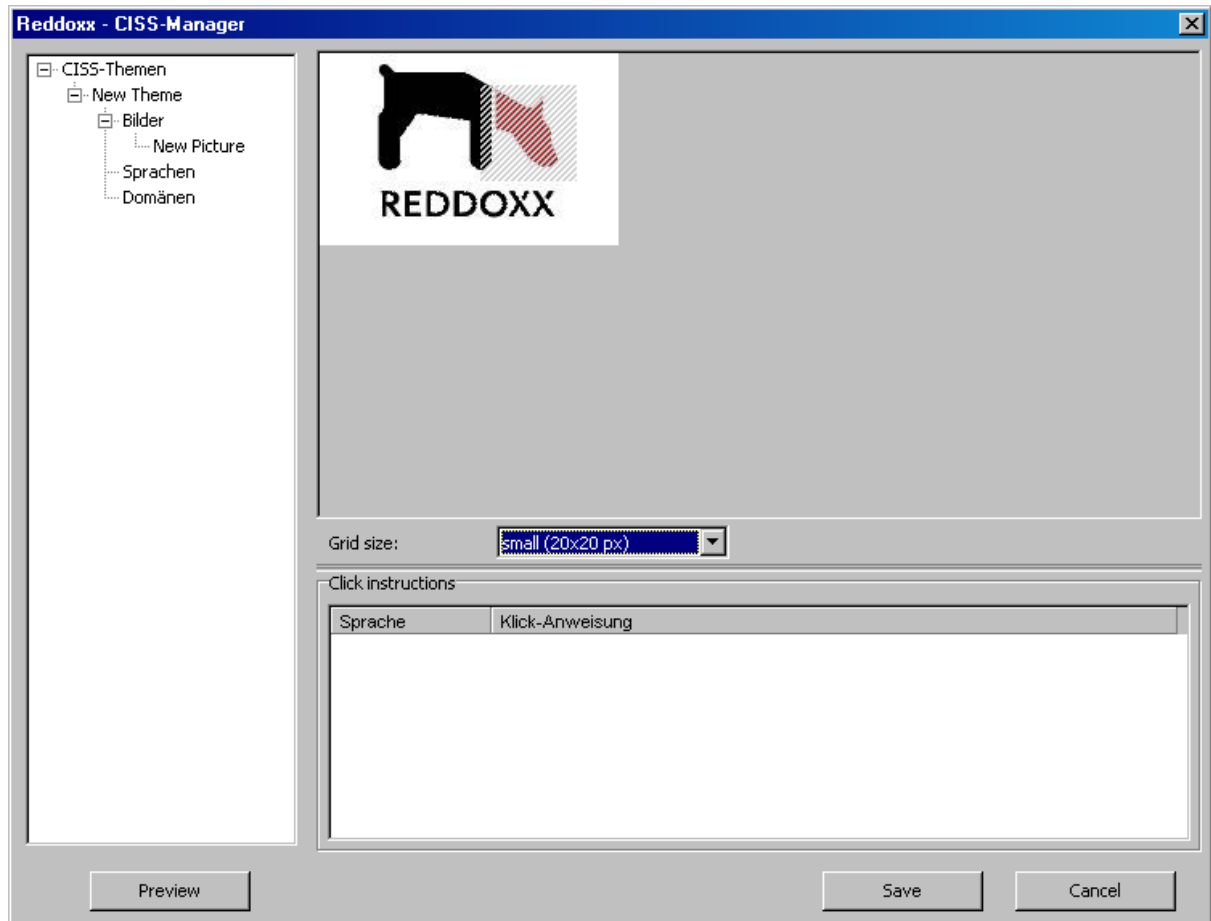 Reddoxx - CISS-Manager
CISS-Themen
New Theme
Bilder
New Picture
Sprachen
Domänen
REDDOXX
Grid size: small (20x20 px)
Click instructions
Sprache Klick-Anweisung
Preview Save Cancel